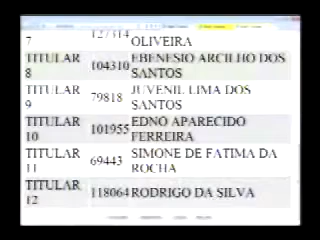 7 127314 OLIVEIRA
TITULAR 8 104310 EBENESIO ARCILHO DOS SANTOS
TITULAR 9 79818 JUVENIL LIMA DOS SANTOS
TITULAR 10 101955 EDNO APARECIDO FERREIRA
TITULAR 11 69443 SIMONE DE FATIMA DA ROCHA
TITULAR 12 118064 RODRIGO DA SILVA